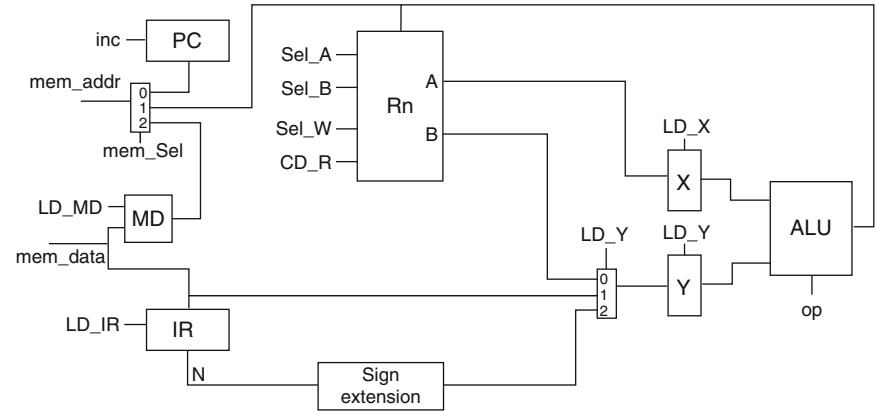 inc
PC
mem_addr
0
1
2
mem_Sel
Sel_A
Sel_B
Sel_W
CD_R
Rn
A
B
LD_X
X
LD_MD
MD
mem_data
LD_Y
0
1
2
LD_Y
Y
ALU
op
LD_IR
IR
N
Sign
extension